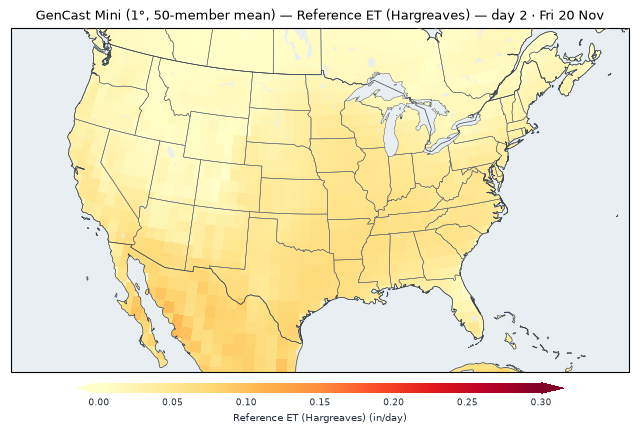 GenCast Mini (1°, 50-member mean) — Reference ET (Hargreaves) — day 2 · Fri 20 Nov
0.00 0.05 0.10 0.15 0.20 0.25 0.30
Reference ET (Hargreaves) (in/day)